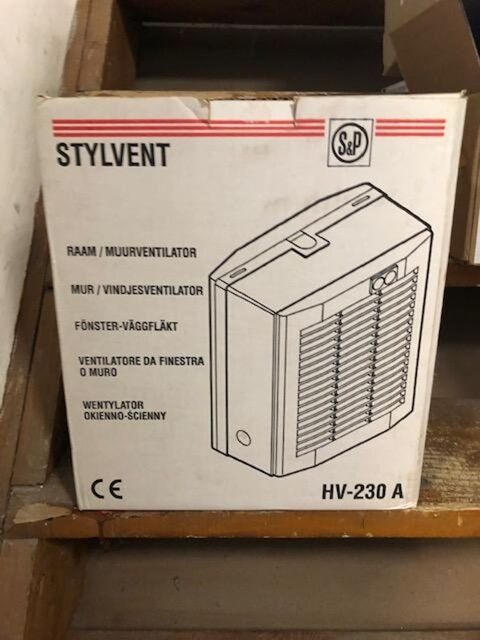 STYLVENT
S&P
RAAM / MUURVENTILATOR
MUR / VINDJESVENTILATOR
FÖNSTER-VÄGGFLÄKT
VENTILATORE DA FINESTRA
O MURO
WENTYLATOR
OKIENNO-ŚCIENNY
CE
HV-230 A